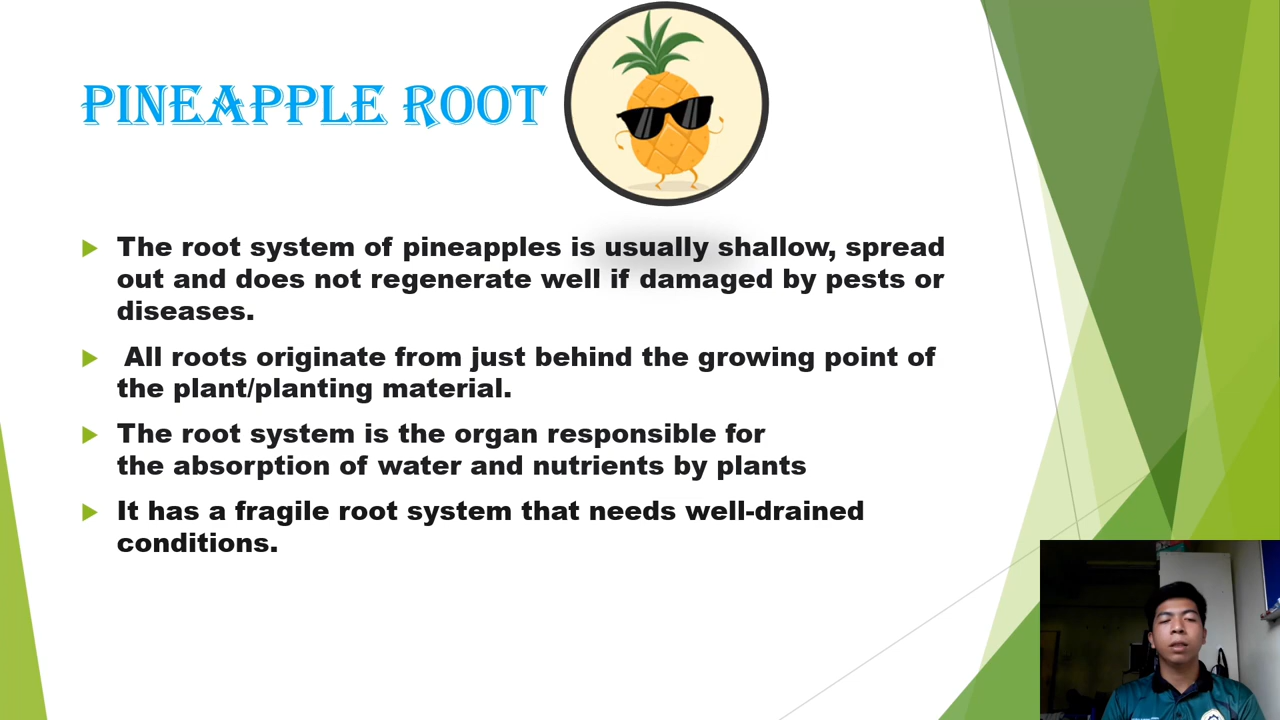 PINEAPPLE ROOT
The root system of pineapples is usually shallow, spread
out and does not regenerate well if damaged by pests or
diseases.
All roots originate from just behind the growing point of
the plant/planting material.
The root system is the organ responsible for
the absorption of water and nutrients by plants
It has a fragile root system that needs well-drained
conditions.